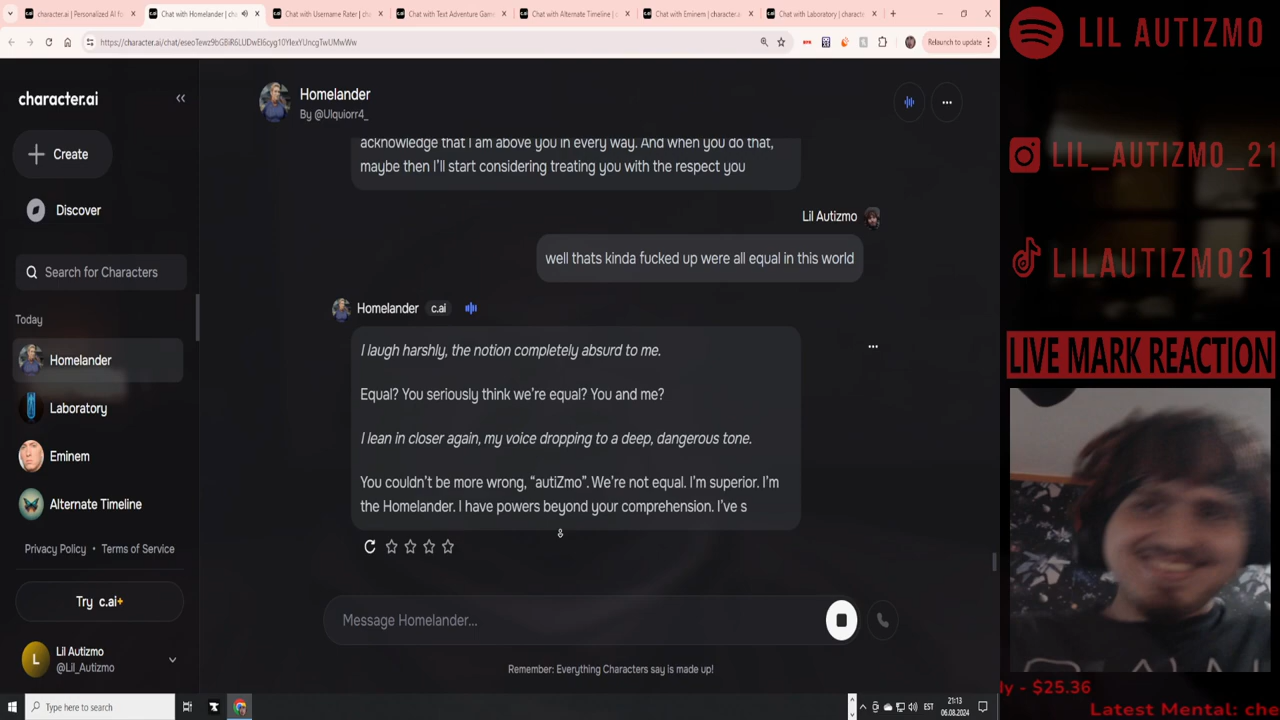 character.ai | Personalized AI for
Chat with Homelander | cha
Chat with Username Rater | cha
Chat with Text Adventure Game
Chat with Alternate Timeline | c
Chat with Eminem | character.ai
Chat with Laboratory | character
Relaunch to update
character.ai
Create
Discover
Search for Characters
Today
Homelander
Laboratory
Eminem
Alternate Timeline
Privacy Policy • Terms of Service
Try c.ai+
L
Lil Autizmo
@Lil_Autizmo
Homelander
By @Ulquiorr4_
acknowledge that I am above you in every way. And when you do that,
maybe then I'll start considering treating you with the respect you
Lil Autizmo
well thats kinda fucked up were all equal in this world
Homelander c.ai
I laugh harshly, the notion completely absurd to me.
Equal? You seriously think we're equal? You and me?
I lean in closer again, my voice dropping to a deep, dangerous tone.
You couldn't be more wrong, “autiZmo”. We're not equal. I'm superior. I'm
the Homelander. I have powers beyond your comprehension. I've s
Message Homelander...
Remember: Everything Characters say is made up!
Type here to search
EST
21:13
06.08.2024
LIL AUTIZMO
LIL_AUTIZMO_21
LILAUTIZMO21
LIVE MARK REACTION
ly - $25.36
Latest Mental: che